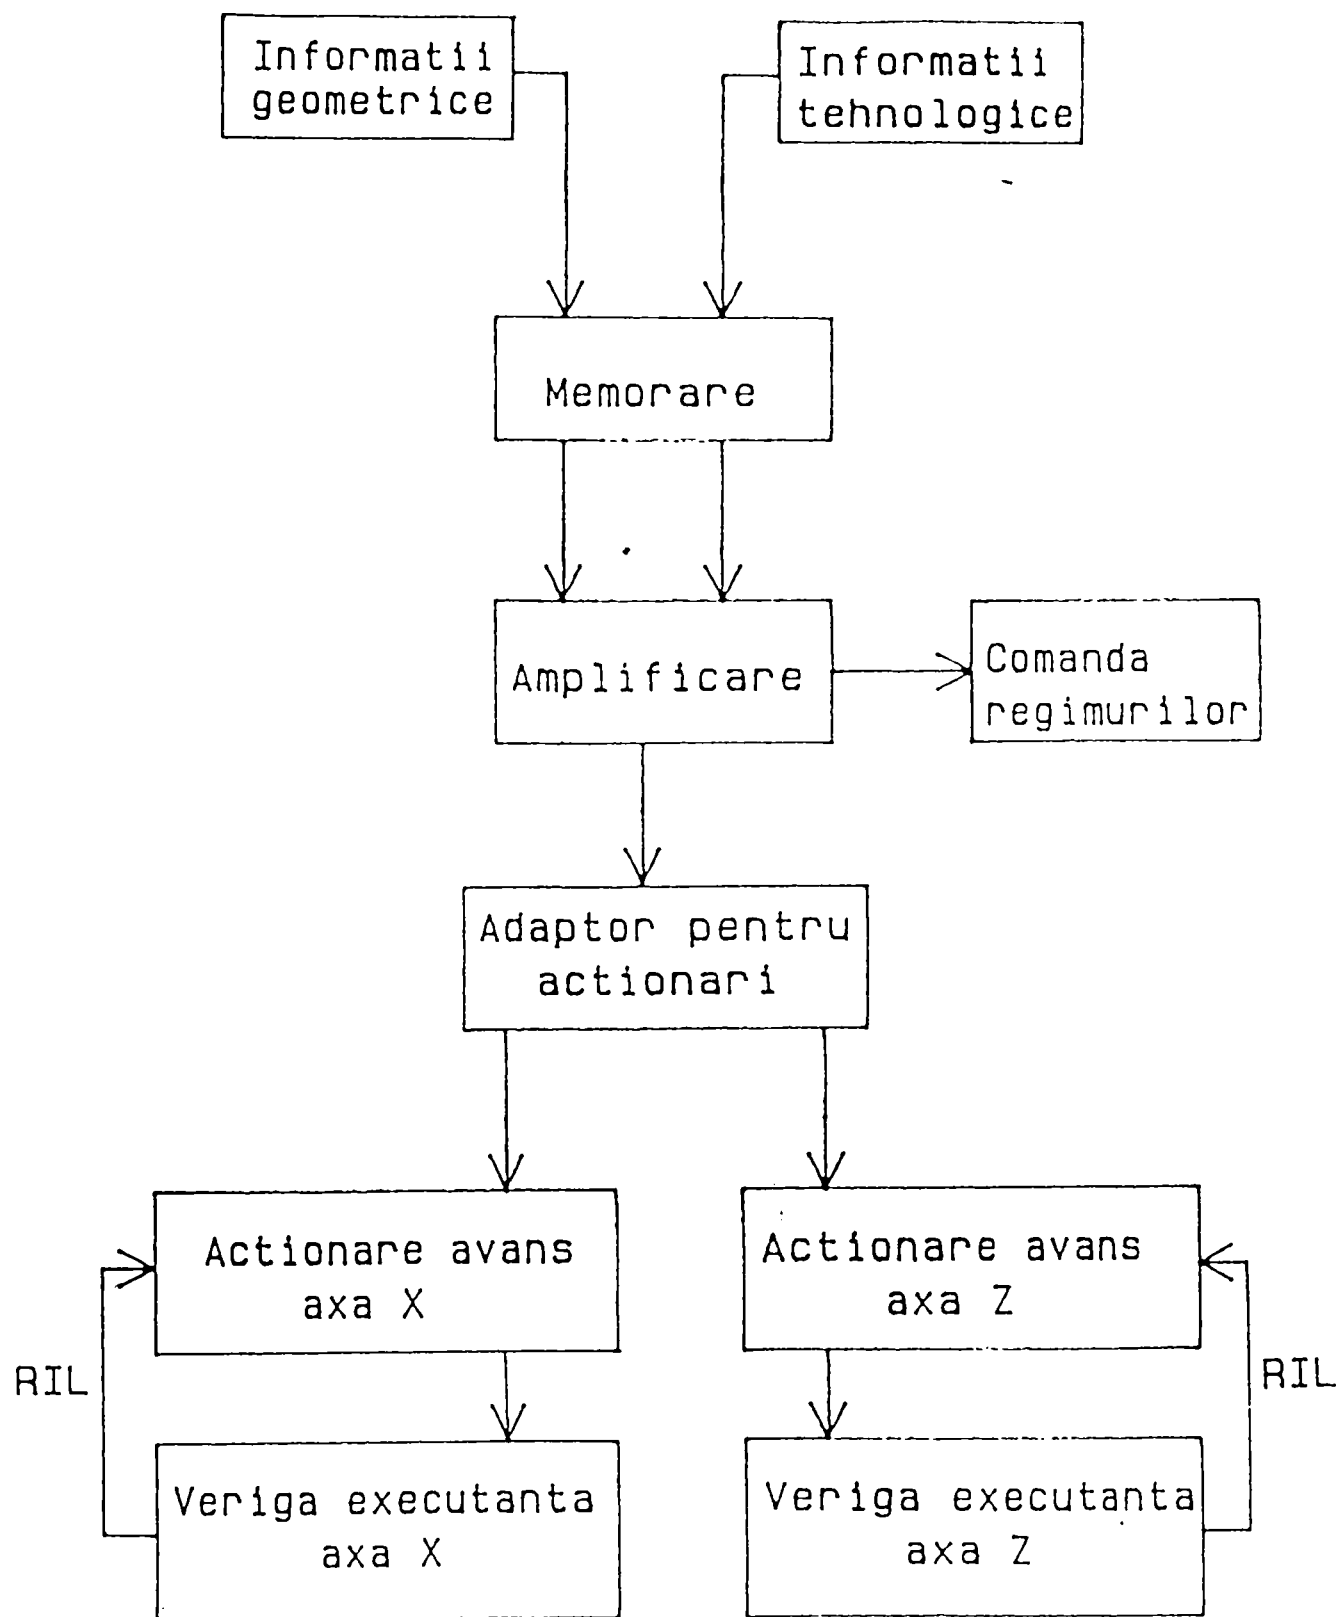 Informatii
geometrice
Informatii
tehnologice
Memorare
Amplificare
Comanda
regimurilor
Adaptor pentru
actionari
Actionare avans
axa X
Actionare avans
axa Z
RIL
RIL
Veriga executanta
axa X
Veriga executanta
axa Z